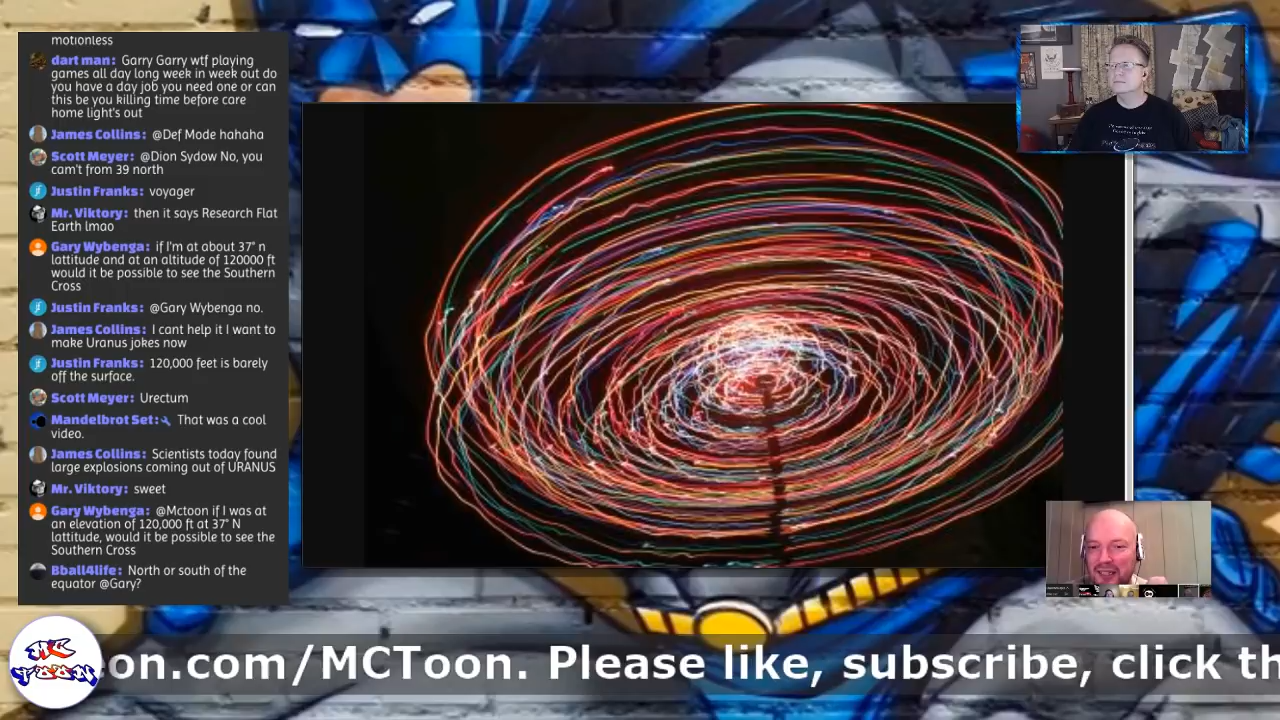 motionless
dart man: Garry Garry wtf playing
games all day long week in week out do
you have a day job you need one or can
this be you killing time before care
home light's out
James Collins: @Def Mode hahaha
Scott Meyer: @Dion Sydow No, you
cam't from 39 north
Justin Franks: voyager
Mr. Viktory: then it says Research Flat
Earth lmao
Gary Wybenga: if I'm at about 37° n
lattitude and at an altitude of 120000 ft
would it be possible to see the Southern
Cross
Justin Franks: @Gary Wybenga no.
James Collins: I cant help it I want to
make Uranus jokes now
Justin Franks: 120,000 feet is barely
off the surface.
Scott Meyer: Urectum
Mandelbrot Set: That was a cool
video.
James Collins: Scientists today found
large explosions coming out of URANUS
Mr. Viktory: sweet
Gary Wybenga: @Mctoon if I was at
an elevation of 120,000 ft at 37° N
lattitude, would it be possible to see the
Southern Cross
Bball4life: North or south of the
equator @Gary?
MC
TOON
on.com/MCToon. Please like, subscribe, click th